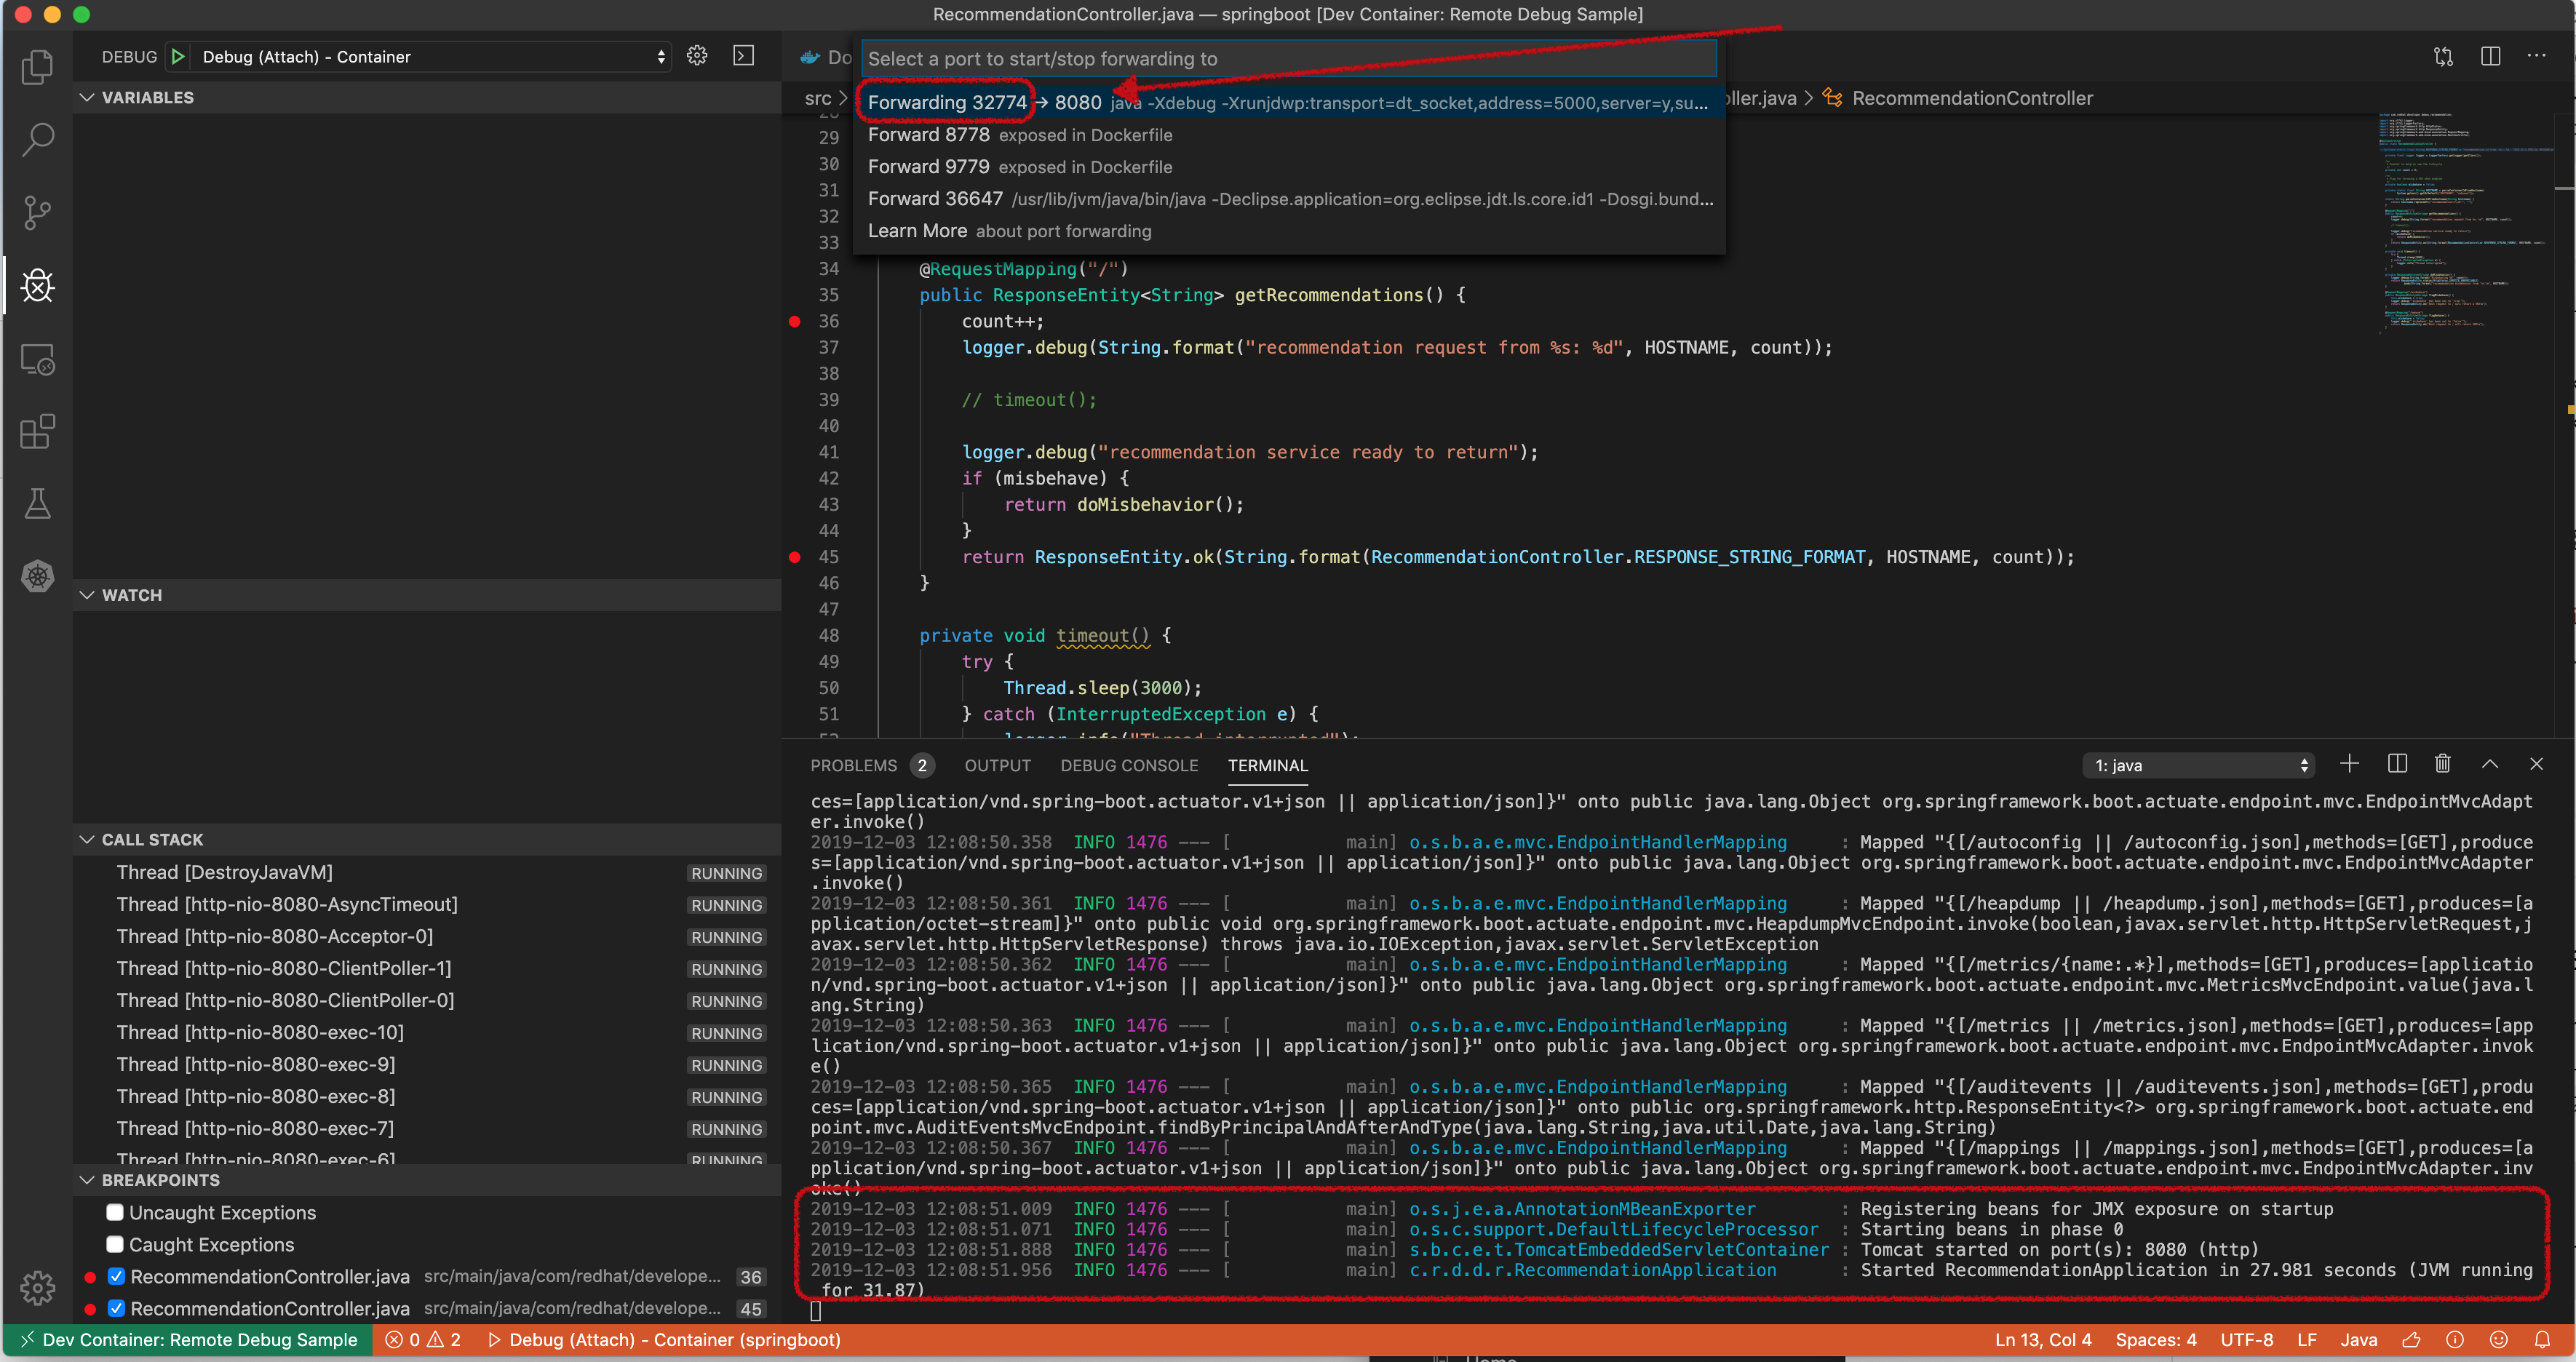 RecommendationController.java — springboot [Dev Container: Remote Debug Sample]
DEBUG Debug (Attach) - Container
Do
Select a port to start/stop forwarding to
VARIABLES
src
Forwarding 32774 → 8080 java -Xdebug -Xrunjdwp:transport=dt_socket,address=5000,server=y,su...
ller.java > RecommendationController
Forward 8778 exposed in Dockerfile
Forward 9779 exposed in Dockerfile
Forward 36647 /usr/lib/jvm/java/bin/java -Declipse.application=org.eclipse.jdt.ls.core.id1 -Dosgi.bund...
Learn More about port forwarding
29
30
31
32
33
34 @RequestMapping("/")
35 public ResponseEntity<String> getRecommendations() {
36 count++;
37 logger.debug(String.format("recommendation request from %s: %d", HOSTNAME, count));
38
39 // timeout();
40
41 logger.debug("recommendation service ready to return");
42 if (misbehave) {
43 return doMisbehavior();
44 }
45 return ResponseEntity.ok(String.format(RecommendationController.RESPONSE_STRING_FORMAT, HOSTNAME, count));
46 }
47
48 private void timeout() {
49 try {
50 Thread.sleep(3000);
51 } catch (InterruptedException e) {
logger.info("Thread interrupted");
WATCH
CALL STACK
Thread [DestroyJavaVM] RUNNING
Thread [http-nio-8080-AsyncTimeout] RUNNING
Thread [http-nio-8080-Acceptor-0] RUNNING
Thread [http-nio-8080-ClientPoller-1] RUNNING
Thread [http-nio-8080-ClientPoller-0] RUNNING
Thread [http-nio-8080-exec-10] RUNNING
Thread [http-nio-8080-exec-9] RUNNING
Thread [http-nio-8080-exec-8] RUNNING
Thread [http-nio-8080-exec-7] RUNNING
Thread [http-nio-8080-exec-6] RUNNING
BREAKPOINTS
Uncaught Exceptions
Caught Exceptions
RecommendationController.java src/main/java/com/redhat/develope... 36
RecommendationController.java src/main/java/com/redhat/develope... 45
PROBLEMS 2 OUTPUT DEBUG CONSOLE TERMINAL 1: java
ces=[application/vnd.spring-boot.actuator.v1+json || application/json]}" onto public java.lang.Object org.springframework.boot.actuate.endpoint.mvc.EndpointMvcAdapt
er.invoke()
2019-12-03 12:08:50.358 INFO 1476 --- [ main] o.s.b.a.e.mvc.EndpointHandlerMapping : Mapped "{[/autoconfig || /autoconfig.json],methods=[GET],produce
s=[application/vnd.spring-boot.actuator.v1+json || application/json]}" onto public java.lang.Object org.springframework.boot.actuate.endpoint.mvc.EndpointMvcAdapter
.invoke()
2019-12-03 12:08:50.361 INFO 1476 --- [ main] o.s.b.a.e.mvc.EndpointHandlerMapping : Mapped "{[/heapdump || /heapdump.json],methods=[GET],produces=[a
pplication/octet-stream]}" onto public void org.springframework.boot.actuate.endpoint.mvc.HeapdumpMvcEndpoint.invoke(boolean,javax.servlet.http.HttpServletRequest,j
avax.servlet.http.HttpServletResponse) throws java.io.IOException,javax.servlet.ServletException
2019-12-03 12:08:50.362 INFO 1476 --- [ main] o.s.b.a.e.mvc.EndpointHandlerMapping : Mapped "{[/metrics/{name:.*}],methods=[GET],produces=[applicatio
n/vnd.spring-boot.actuator.v1+json || application/json]}" onto public java.lang.Object org.springframework.boot.actuate.endpoint.mvc.MetricsMvcEndpoint.value(java.l
ang.String)
2019-12-03 12:08:50.363 INFO 1476 --- [ main] o.s.b.a.e.mvc.EndpointHandlerMapping : Mapped "{[/metrics || /metrics.json],methods=[GET],produces=[app
lication/vnd.spring-boot.actuator.v1+json || application/json]}" onto public java.lang.Object org.springframework.boot.actuate.endpoint.mvc.EndpointMvcAdapter.invok
e()
2019-12-03 12:08:50.365 INFO 1476 --- [ main] o.s.b.a.e.mvc.EndpointHandlerMapping : Mapped "{[/auditevents || /auditevents.json],methods=[GET],produ
ces=[application/vnd.spring-boot.actuator.v1+json || application/json]}" onto public org.springframework.http.ResponseEntity<?> org.springframework.boot.actuate.end
point.mvc.AuditEventsMvcEndpoint.findByPrincipalAndAfterAndType(java.lang.String,java.util.Date,java.lang.String)
2019-12-03 12:08:50.367 INFO 1476 --- [ main] o.s.b.a.e.mvc.EndpointHandlerMapping : Mapped "{[/mappings || /mappings.json],methods=[GET],produces=[a
pplication/vnd.spring-boot.actuator.v1+json || application/json]}" onto public java.lang.Object org.springframework.boot.actuate.endpoint.mvc.EndpointMvcAdapter.inv
oke()
2019-12-03 12:08:51.009 INFO 1476 --- [ main] o.s.j.e.a.AnnotationMBeanExporter : Registering beans for JMX exposure on startup
2019-12-03 12:08:51.071 INFO 1476 --- [ main] o.s.c.support.DefaultLifecycleProcessor : Starting beans in phase 0
2019-12-03 12:08:51.888 INFO 1476 --- [ main] s.b.c.e.t.TomcatEmbeddedServletContainer : Tomcat started on port(s): 8080 (http)
2019-12-03 12:08:51.956 INFO 1476 --- [ main] c.r.d.d.r.RecommendationApplication : Started RecommendationApplication in 27.981 seconds (JVM running
for 31.87)
Dev Container: Remote Debug Sample 0 2 Debug (Attach) - Container (springboot) Ln 13, Col 4 Spaces: 4 UTF-8 LF Java